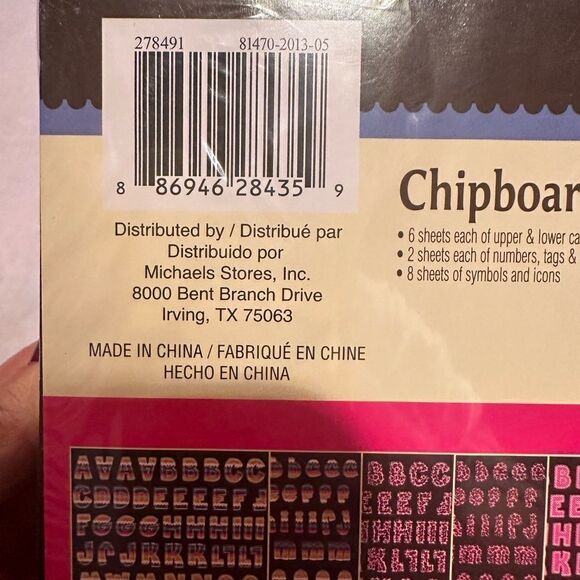 278491 81470-2013-05
8 86946 28435 9
Distributed by / Distribué par
Distribuido por
Michaels Stores, Inc.
8000 Bent Branch Drive
Irving, TX 75063
MADE IN CHINA / FABRIQUÉ EN CHINE
HECHO EN CHINA
Chipboar
• 6 sheets each of upper & lower ca
• 2 sheets each of numbers, tags &
• 8 sheets of symbols and icons